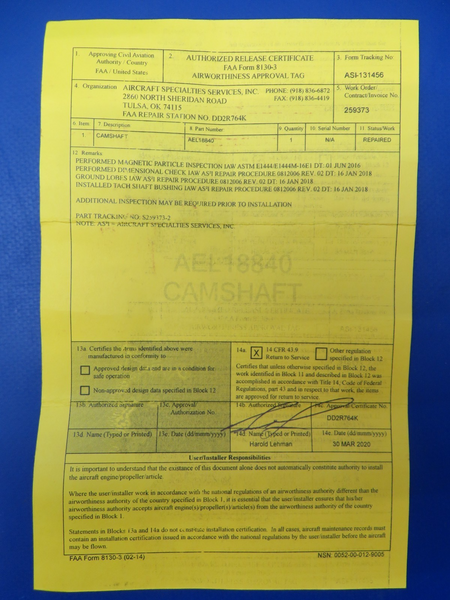 1. Approving Civil Aviation Authority / Country
FAA / United States
2. AUTHORIZED RELEASE CERTIFICATE
FAA Form 8130-3
AIRWORTHINESS APPROVAL TAG
3. Form Tracking No
ASI-131456
4. Organization
AIRCRAFT SPECIALTIES SERVICES, INC
2860 NORTH SHERIDAN ROAD
TULSA, OK 74115
FAA REPAIR STATION NO: DD2R764K
PHONE: (918) 836-6872
FAX: (918) 836-4419
5. Work Order/ Contract/Invoice No.
259373
6. Item 7. Description 8. Part Number 9. Quantity 10. Serial Number 11. Status/Work
1 CAMSHAFT AEL18840 1 N/A REPAIRED
12. Remarks
PERFORMED MAGNETIC PARTICLE INSPECTION IAW ASTM E1444/E1444M-16E1 DT: 01 JUN 2016
PERFORMED DIMENSIONAL CHECK IAW AS/I REPAIR PROCEDURE 0812006 REV. 02 DT: 16 JAN 2018
GROUND LOBES IAW AS/I REPAIR PROCEDURE 0812006 REV. 02 DT: 16 JAN 2018
INSTALLED TACH SHAFT BUSHING IAW AS/I REPAIR PROCEDURE 0812006 REV. 02 DT: 16 JAN 2018
ADDITIONAL INSPECTION MAY BE REQUIRED PRIOR TO INSTALLATION
PART TRACKING NO:
NOTE: AS/I = AIRCRAFT SPECIALTIES SERVICES, INC
AEL18840
CAMSHAFT
13a. Certifies the items identified above were
manufactured in conformity to
Approved design data and are in a condition for
safe operation
Non-approved design data specified in Block 12
13b. Authorized Signature
13c. Approval/ Authorization No.
13d. Name (Typed or Printed)
13e. Date (dd/mmm/yyyy)
14a. X 14 CFR 43.9
Return to Service
Other regulation
specified in Block 12
Certifies that unless otherwise specified in Block 12, the
work identified in Block 11 and described in Block 12 was
accomplished in accordance with Title 14, Code of Federal
Regulations, part 43 and in respect to that work, the items
are approved for return to service.
14b. Authorized Signature
14c. Approval/Certificate No.
DD2R764K
14d. Name (Typed or Printed)
Harold Lehman
14e. Date (dd/mmm/yyyy)
30 MAR 2020
User/Installer Responsibilities
It is important to understand that the existence of this document alone does not automatically constitute authority to install
the aircraft engine/propeller/article
Where the user/installer work in accordance with the national regulations of an airworthiness authority different than the
airworthiness authority of the country specified in Block 1, it is essential that the user/installer ensures that his/her
airworthiness authority accepts aircraft engine(s)/propeller(s)/article(s) from the airworthiness authority of the country
specified in Block 1.
Statements in Blocks 13a and 14a do not constitute installation certification. In all cases, aircraft maintenance records must
contain an installation certification issued in accordance with the national regulations by the user/installer before the aircraft
may be flown
FAA Form 8130-3 (02-14)
NSN: 0052-00-012-9005